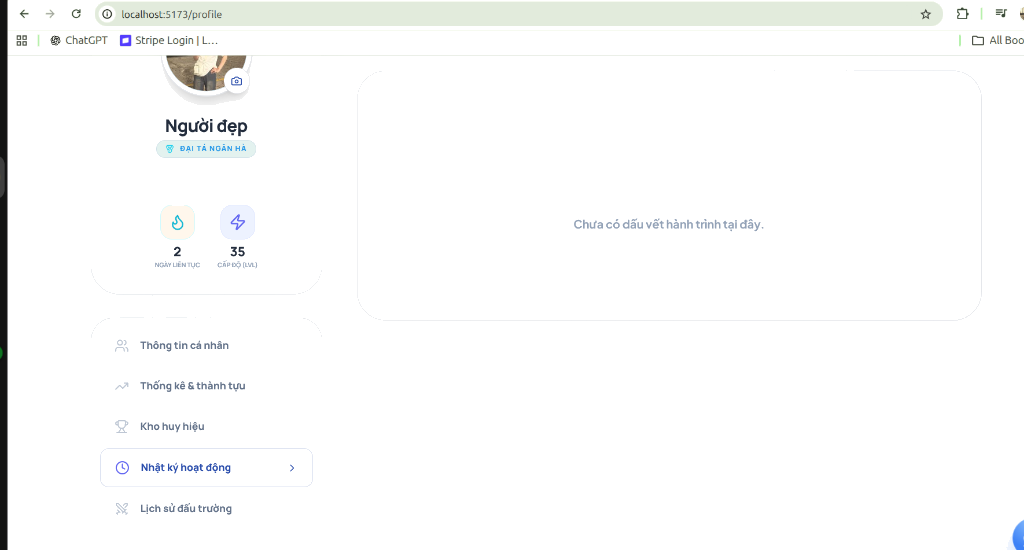 localhost:5173/profile
ChatGPT
Stripe Login | L...
All Boo
Người đẹp
ĐẠI TÁ NGÂN HÀ
2
35
NGÀY LIÊN TỤC
CẤP ĐỘ (LVL)
Chưa có dấu vết hành trình tại đây.
Thông tin cá nhân
Thống kê & thành tựu
Kho huy hiệu
Nhật ký hoạt động
Lịch sử đấu trường